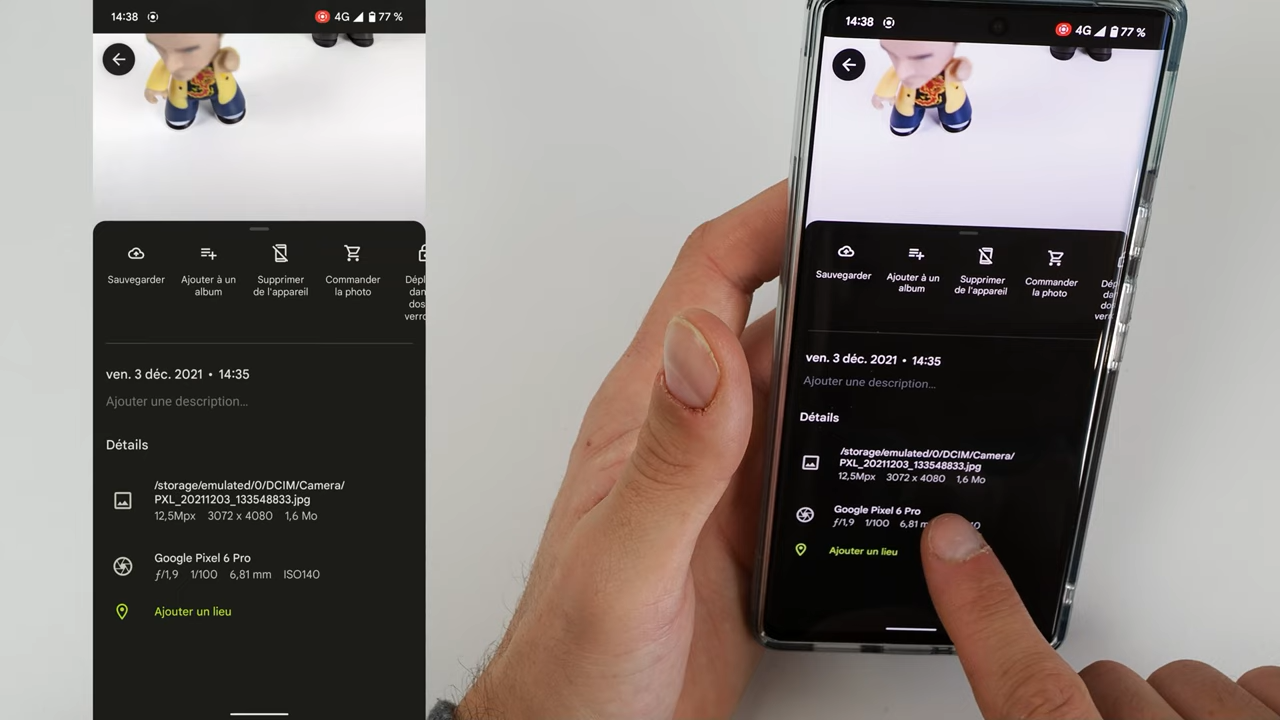 14:38 4G 77 %
Sauvegarder
Ajouter à un
album
Supprimer
de l'appareil
Commander
la photo
Dépl
dan
dos
verro
ven. 3 déc. 2021 • 14:35
Ajouter une description...
Détails
/storage/emulated/0/DCIM/Camera/
PXL_20211203_133548833.jpg
12,5Mpx 3072 x 4080 1,6 Mo
Google Pixel 6 Pro
ƒ/1,9 1/100 6,81 mm ISO140
Ajouter un lieu
14:38 4G 77 %
Sauvegarder
Ajouter à un
album
Supprimer
de l'appareil
Commander
la photo
Dép
da
do
ver
ven. 3 déc. 2021 • 14:35
Ajouter une description...
Détails
/storage/emulated/0/DCIM/Camera/
PXL_20211203_133548833.jpg
12,5Mpx 3072 x 4080 1,6 Mo
Google Pixel 6 Pro
ƒ/1,9 1/100 6,81 m
Ajouter un lieu